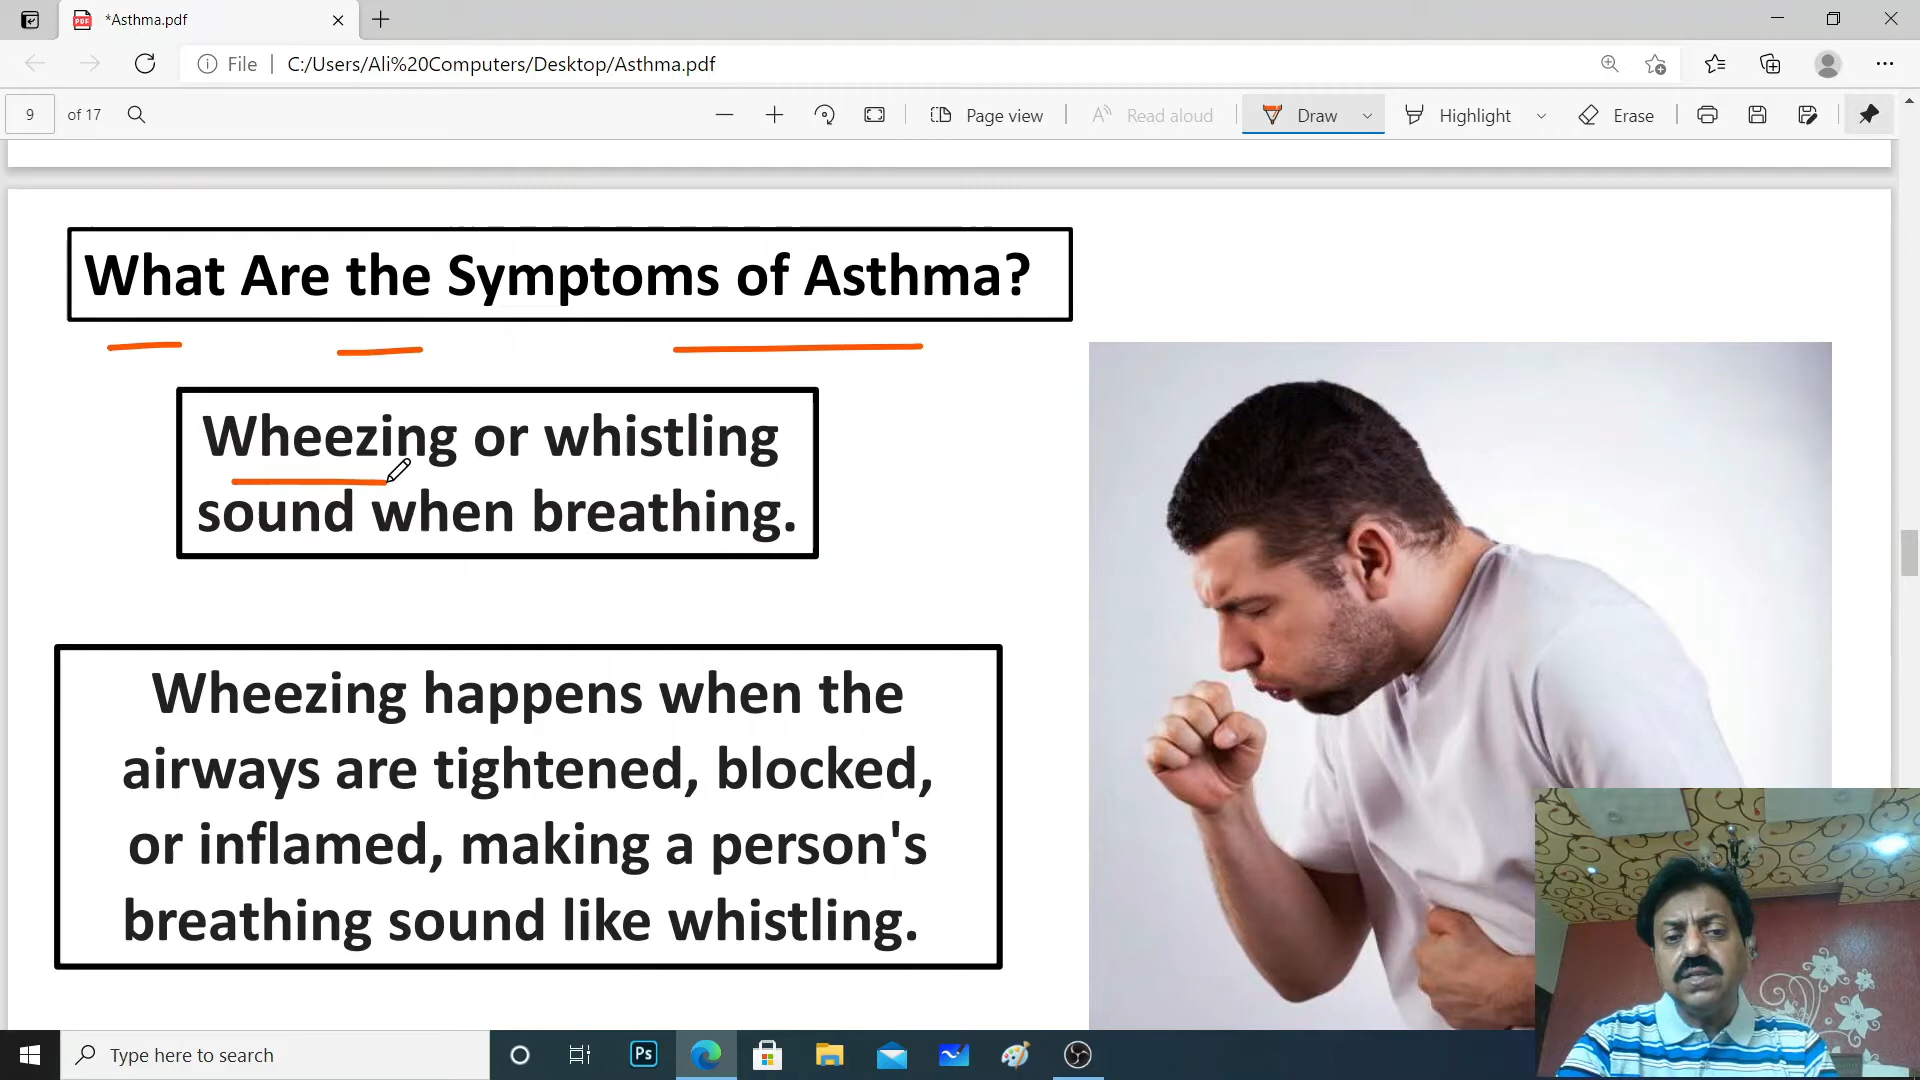 *Asthma.pdf
File
C:/Users/Ali%20Computers/Desktop/Asthma.pdf
9 of 17
Page view
Read aloud
Draw
Highlight
Erase
What Are the Symptoms of Asthma?
Wheezing or whistling
sound when breathing.
Wheezing happens when the
airways are tightened, blocked,
or inflamed, making a person's
breathing sound like whistling.
Type here to search
Ps